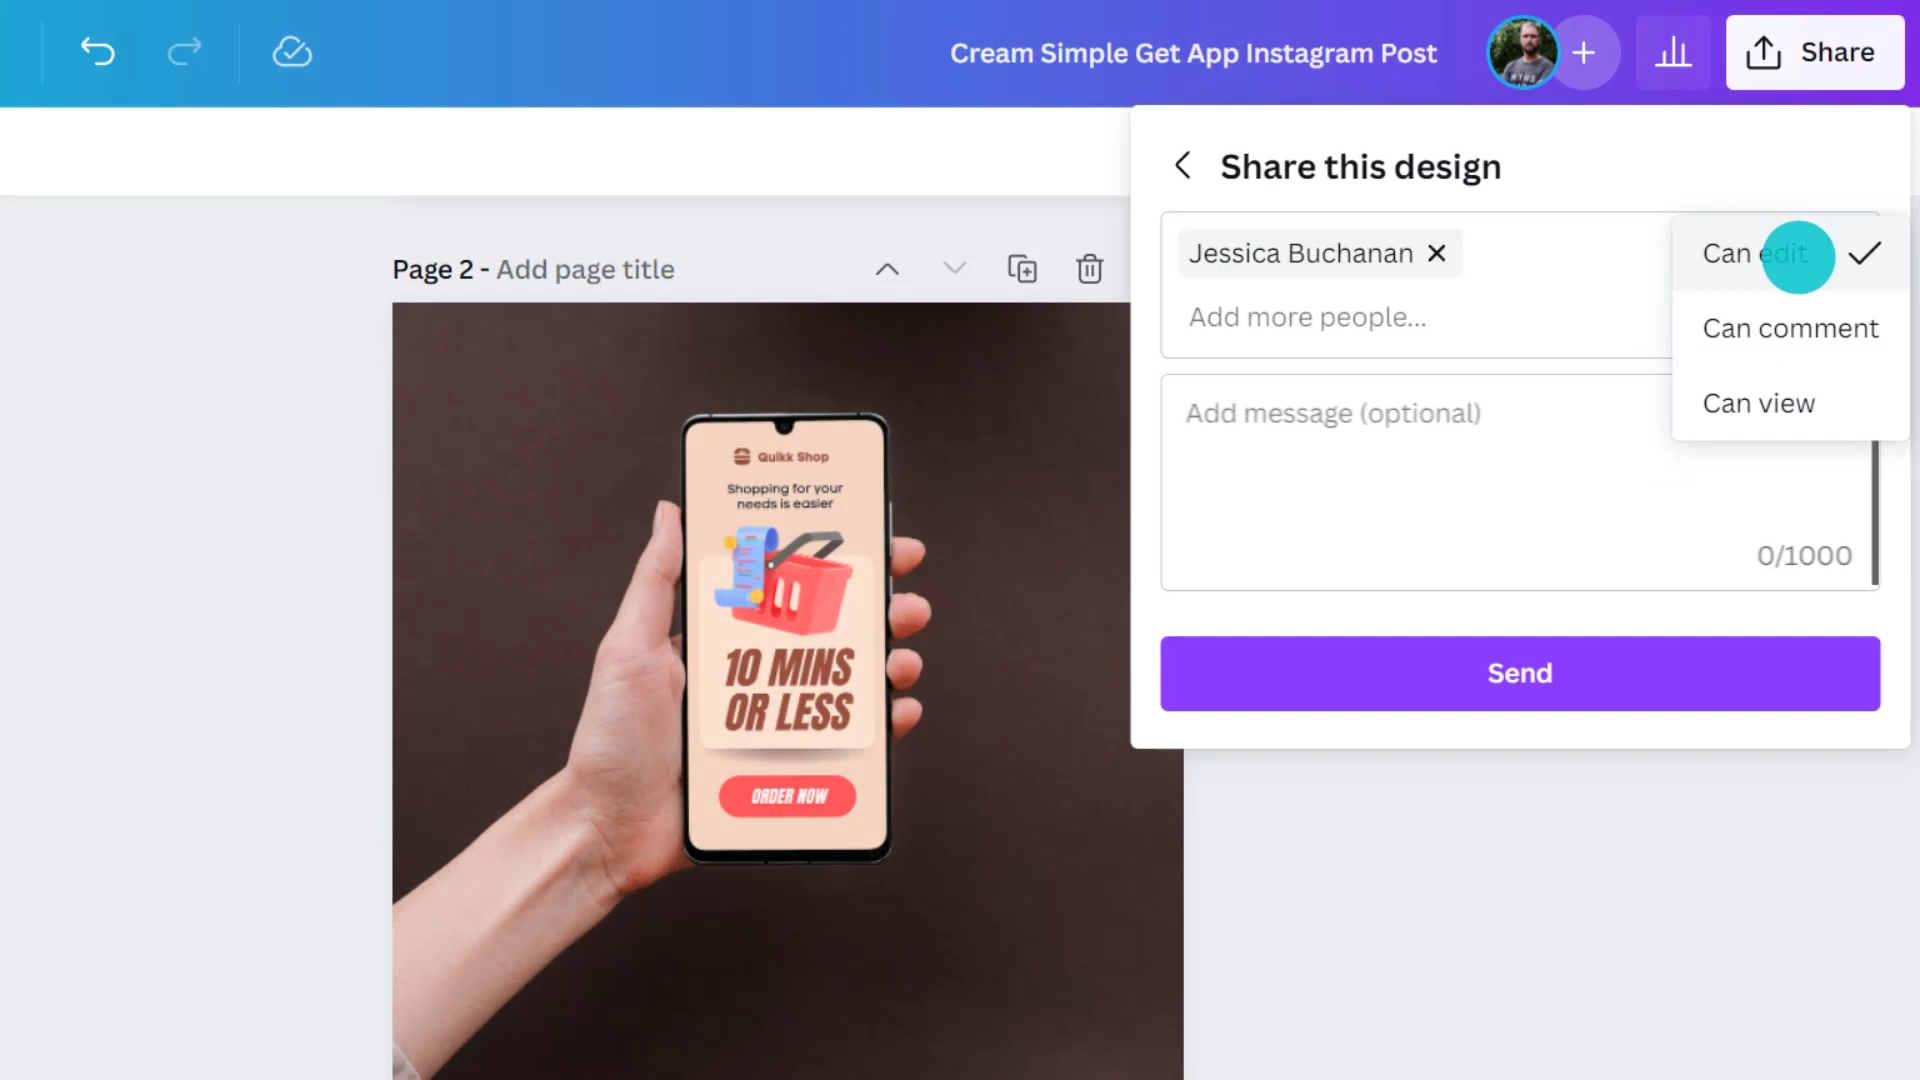 Cream Simple Get App Instagram Post
Share
Share this design
Jessica Buchanan
Can edit
Add more people...
Can comment
Can view
Add message (optional)
0/1000
Send
Page 2 - Add page title
Quikk Shop
Shopping for your
needs is easier
10 MINS
OR LESS
ORDER NOW